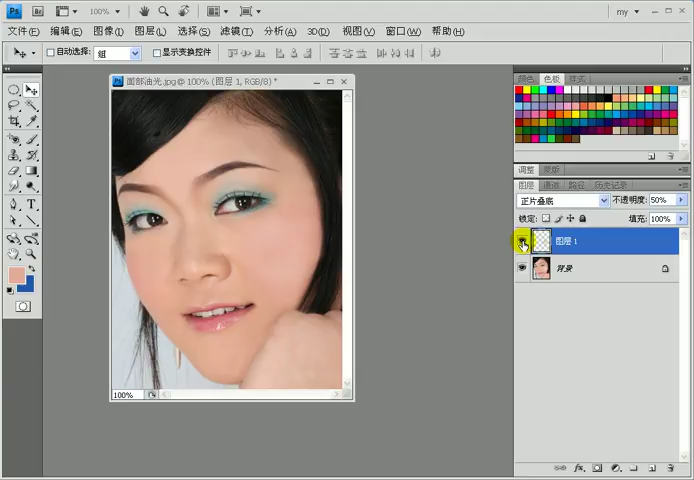 Ps Br 100% my
文件(F) 编辑(E) 图像(I) 图层(L) 选择(S) 滤镜(T) 分析(A) 3D(D) 视图(V) 窗口(W) 帮助(H)
自动选择: 组 显示变换控件
面部油光.jpg @ 100% (图层 1, RGB/8) *
颜色 色板 样式
调整 蒙版
图层 通道 路径 历史记录
正片叠底 不透明度: 50%
锁定: 填充: 100%
图层 1
背景
100%